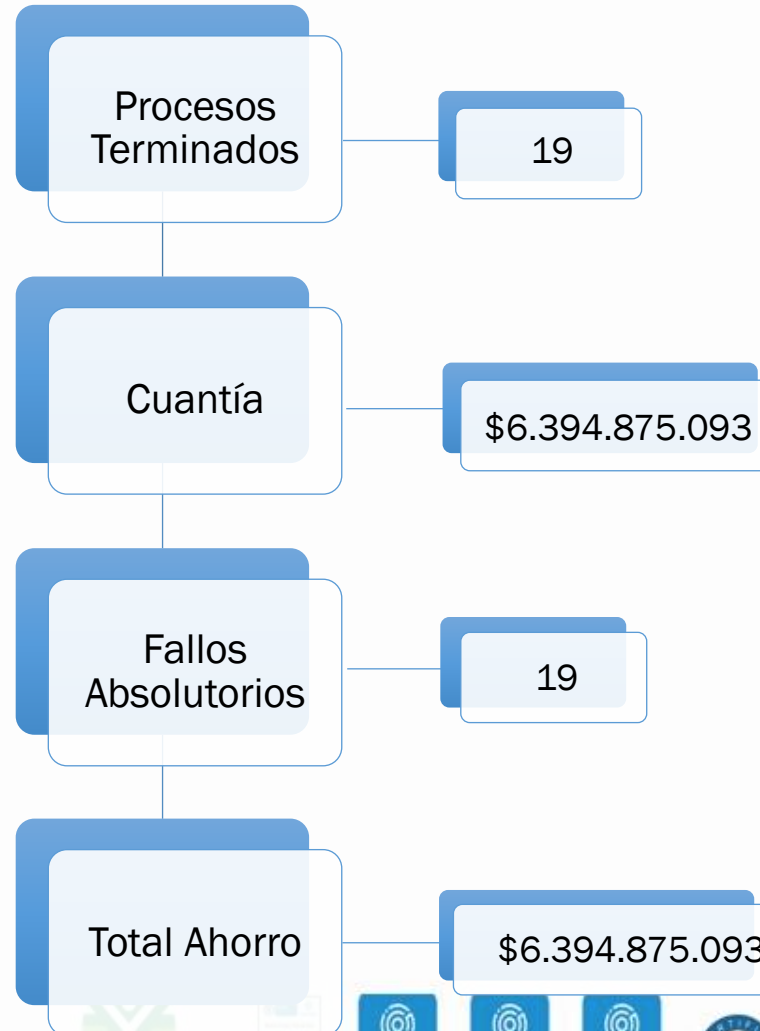 Procesos
Terminados
19
Cuantía
$6.394.875.093
Fallos
Absolutorios
19
Total Ahorro
$6.394.875.093